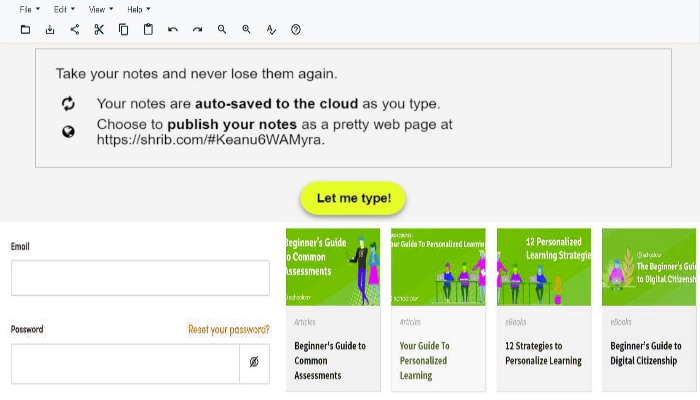 File Edit View Help
Take your notes and never lose them again.
Your notes are auto-saved to the cloud as you type.
Choose to publish your notes as a pretty web page at
https://shrib.com/#Keanu6WAMyra.
Let me type!
Email
Password Reset your password?
Beginner's Guide
to Common
Assessments
schoolbox
Articles
Beginner's Guide to
Common
Assessments
Your Guide To Personalized Learning
Articles
Your Guide To
Personalized
Learning
12 Personalized
Learning Strategie
eBooks
12 Strategies to
Personalize Learning
The Beginner's Gui
to Digital Citizensh
eBooks
Beginner's Guide to
Digital Citizenship